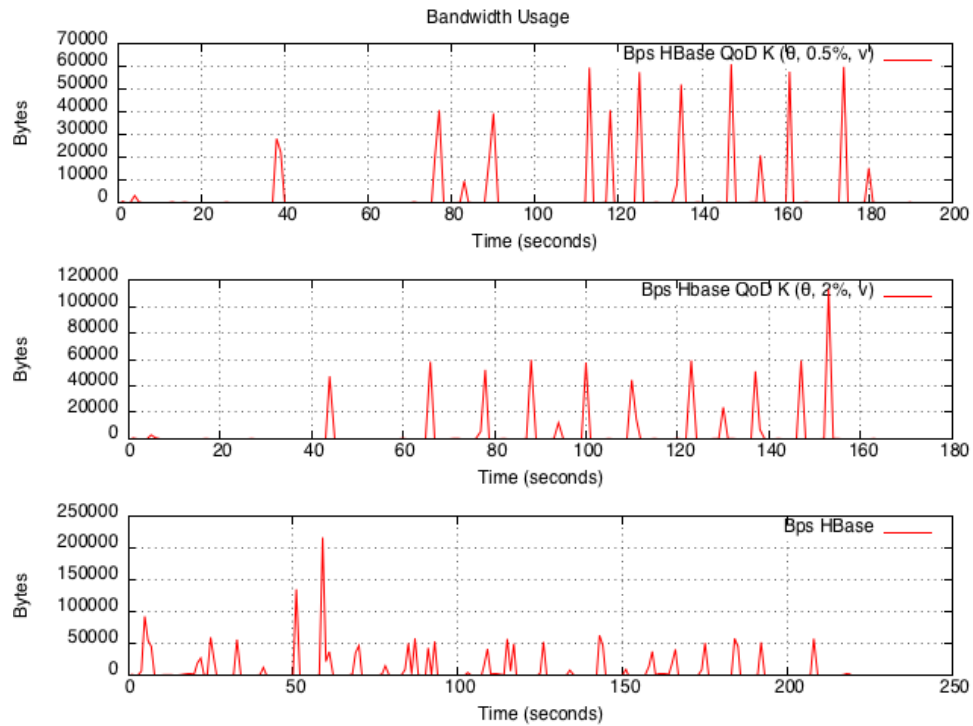 Bandwidth Usage
Bps HBase QoD K (θ, 0.5%, v)
Bytes
70000
60000
50000
40000
30000
20000
10000
0
0 20 40 60 80 100 120 140 160 180 200
Time (seconds)
Bps Hbase QoD K (θ, 2%, v)
Bytes
120000
100000
80000
60000
40000
20000
0
0 20 40 60 80 100 120 140 160 180
Time (seconds)
Bps HBase
Bytes
250000
200000
150000
100000
50000
0
0 50 100 150 200 250
Time (seconds)